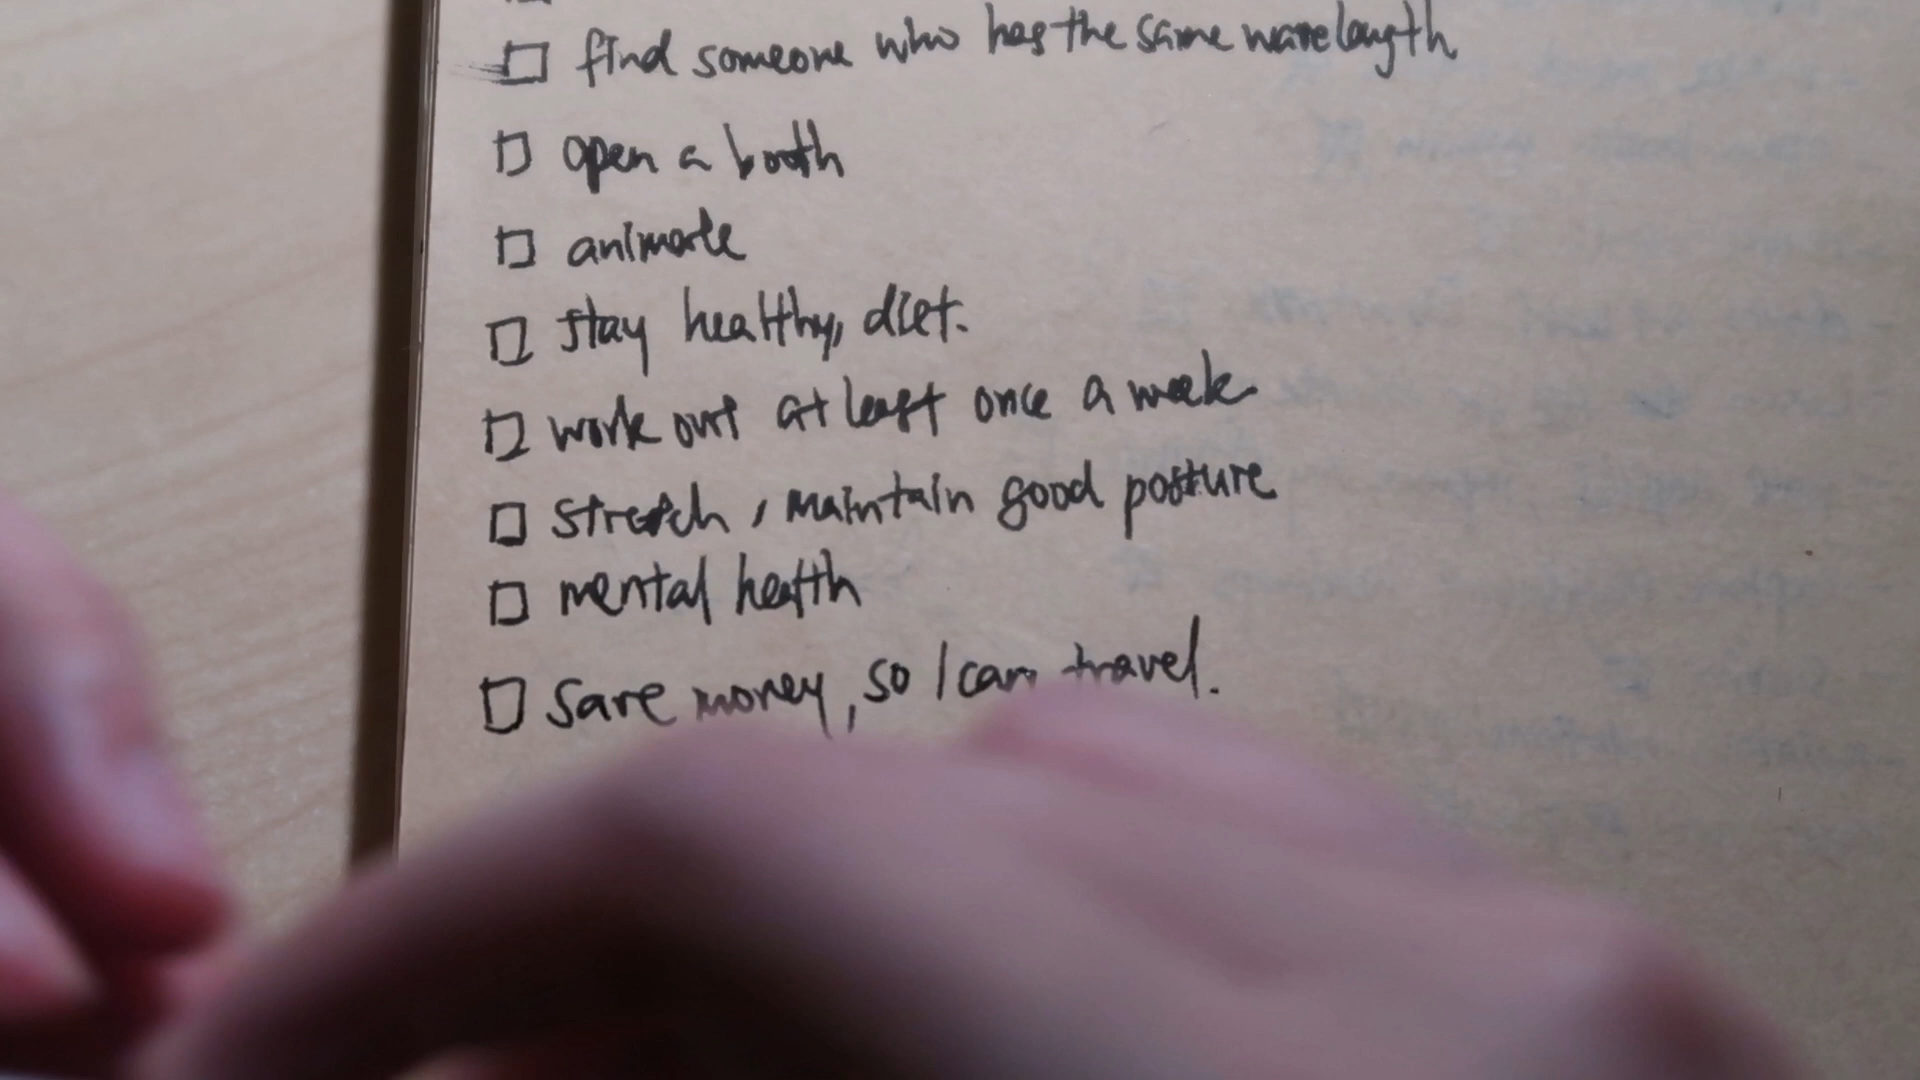 find someone who has the same wavelength
open a booth
animate
stay healthy, diet.
work out at least once a week
stretch, maintain good posture
mental health
save money, so I can travel.